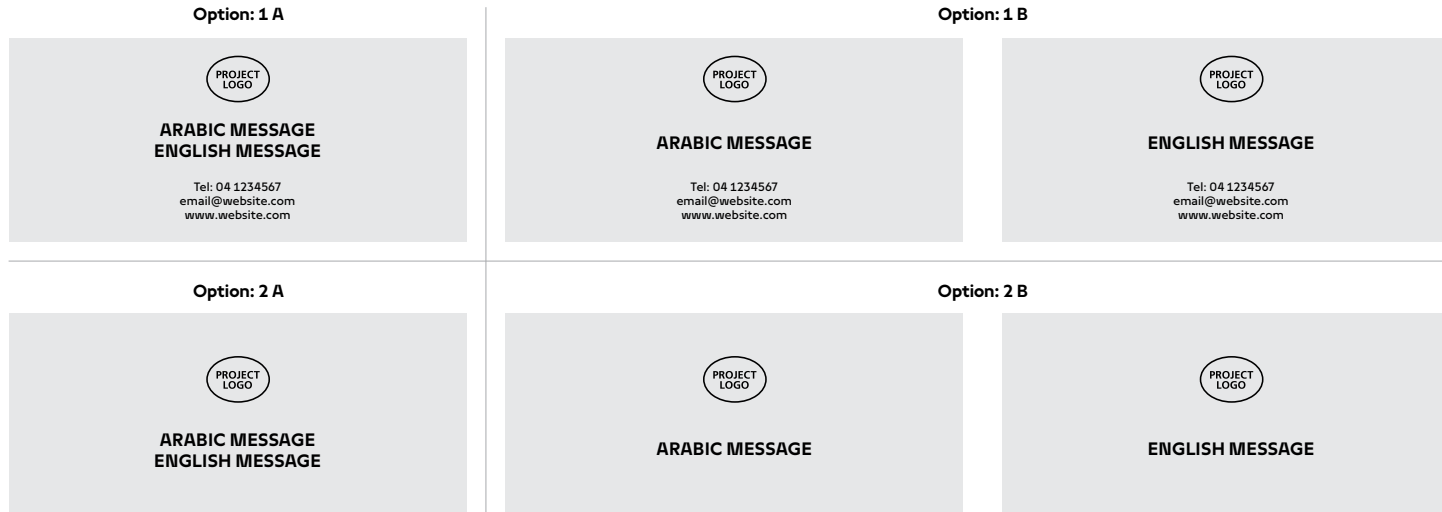 Option: 1 A
PROJECT
LOGO
ARABIC MESSAGE
ENGLISH MESSAGE
Tel: 04 1234567
email@website.com
www.website.com
Option: 1 B
PROJECT
LOGO
ARABIC MESSAGE
Tel: 04 1234567
email@website.com
www.website.com
PROJECT
LOGO
ENGLISH MESSAGE
Tel: 04 1234567
email@website.com
www.website.com
Option: 2 A
PROJECT
LOGO
ARABIC MESSAGE
ENGLISH MESSAGE
Option: 2 B
PROJECT
LOGO
ARABIC MESSAGE
PROJECT
LOGO
ENGLISH MESSAGE